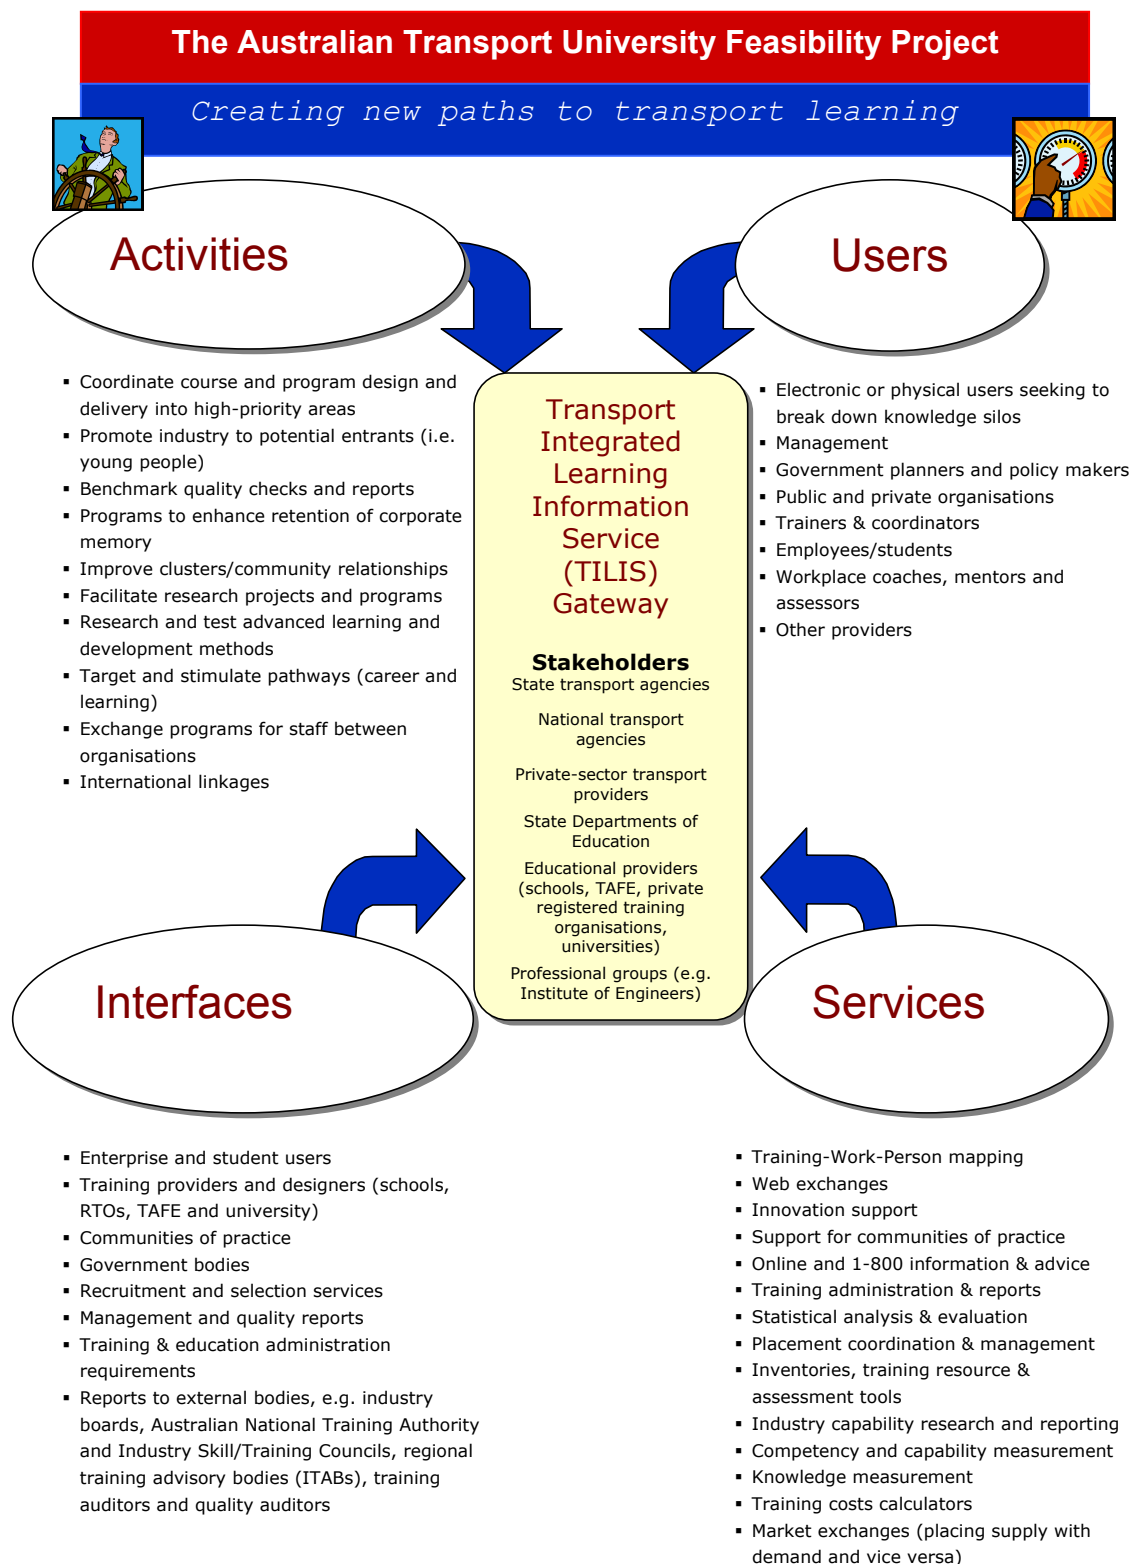 The Australian Transport University Feasibility Project
Creating new paths to transport learning
Activities
▪ Coordinate course and program design and
delivery into high-priority areas
▪ Promote industry to potential entrants (i.e.
young people)
▪ Benchmark quality checks and reports
▪ Programs to enhance retention of corporate
memory
▪ Improve clusters/community relationships
▪ Facilitate research projects and programs
▪ Research and test advanced learning and
development methods
▪ Target and stimulate pathways (career and
learning)
▪ Exchange programs for staff between
organisations
▪ International linkages
Users
▪ Electronic or physical users seeking to
break down knowledge silos
▪ Management
▪ Government planners and policy makers
▪ Public and private organisations
▪ Trainers & coordinators
▪ Employees/students
▪ Workplace coaches, mentors and
assessors
▪ Other providers
Transport
Integrated
Learning
Information
Service
(TILIS)
Gateway
Stakeholders
State transport agencies
National transport
agencies
Private-sector transport
providers
State Departments of
Education
Educational providers
(schools, TAFE, private
registered training
organisations,
universities)
Professional groups (e.g.
Institute of Engineers)
Interfaces
▪ Enterprise and student users
▪ Training providers and designers (schools,
RTOs, TAFE and university)
▪ Communities of practice
▪ Government bodies
▪ Recruitment and selection services
▪ Management and quality reports
▪ Training & education administration
requirements
▪ Reports to external bodies, e.g. industry
boards, Australian National Training Authority
and Industry Skill/Training Councils, regional
training advisory bodies (ITABs), training
auditors and quality auditors
Services
▪ Training-Work-Person mapping
▪ Web exchanges
▪ Innovation support
▪ Support for communities of practice
▪ Online and 1-800 information & advice
▪ Training administration & reports
▪ Statistical analysis & evaluation
▪ Placement coordination & management
▪ Inventories, training resource &
assessment tools
▪ Industry capability research and reporting
▪ Competency and capability measurement
▪ Knowledge measurement
▪ Training costs calculators
▪ Market exchanges (placing supply with
demand and vice versa)